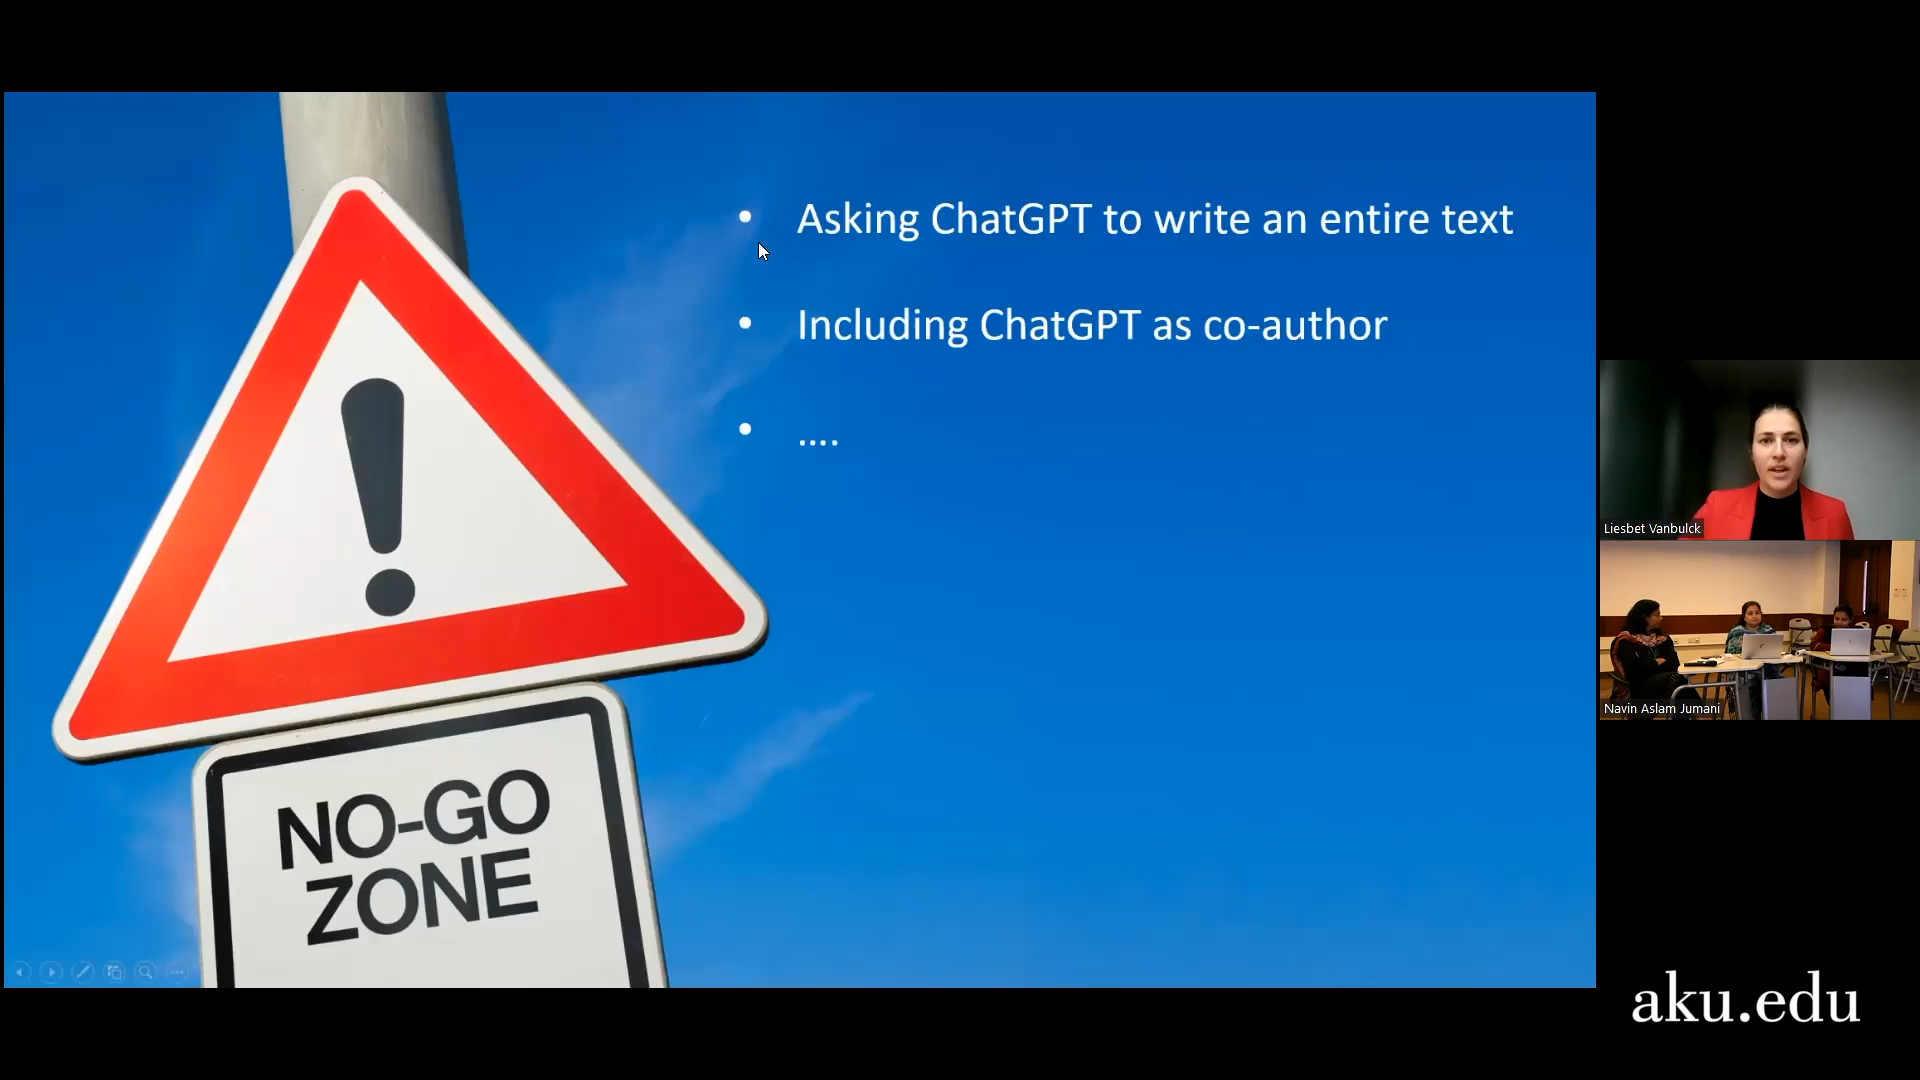 • Asking ChatGPT to write an entire text
• Including ChatGPT as co-author
• ....
NO-GO
ZONE
Liesbet Vanbulck
Navin Aslam Jumani
aku.edu